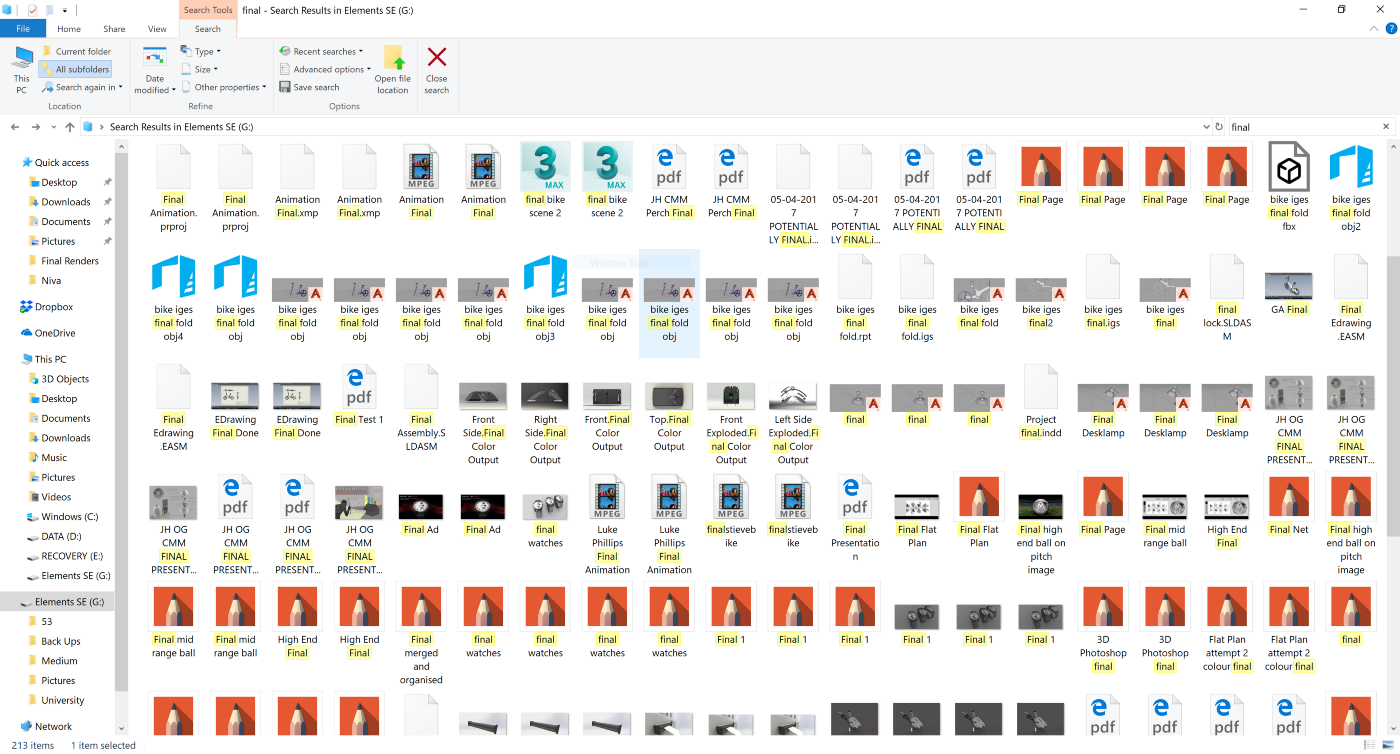 Search Tools
final - Search Results in Elements SE (G:)
File Home Share View Search
This PC
Current folder
All subfolders
Search again in
Location
Date modified
Type
Size
Other properties
Refine
Recent searches
Advanced options
Save search
Options
Open file location
Close search
Search Results in Elements SE (G:)
final
Quick access
Desktop
Downloads
Documents
Pictures
Final Renders
Niva
Dropbox
OneDrive
This PC
3D Objects
Desktop
Documents
Downloads
Music
Pictures
Videos
Windows (C:)
DATA (D:)
RECOVERY (E:)
Elements SE (G:)
Elements SE (G:)
53
Back Ups
Medium
Pictures
University
Network
Final Animation.prproj
Final Animation.prproj
Animation Final.xmp
Animation Final.xmp
MPEG
Animation Final
MPEG
Animation Final
3 MAX
final bike scene 2
3 MAX
final bike scene 2
pdf
JH CMM Perch Final
pdf
JH CMM Perch Final
05-04-2017 POTENTIALLY FINAL.i...
05-04-2017 POTENTIALLY FINAL.i...
pdf
05-04-2017 POTENTIALLY FINAL
pdf
05-04-2017 POTENTIALLY FINAL
Final Page
Final Page
Final Page
Final Page
bike iges final fold fbx
bike iges final fold obj2
Window Snip
bike iges final fold obj4
bike iges final fold obj
bike iges final fold obj
bike iges final fold obj
bike iges final fold obj
bike iges final fold obj
bike iges final fold obj3
bike iges final fold obj
bike iges final fold obj
bike iges final fold obj
bike iges final fold obj
bike iges final fold.rpt
bike iges final fold.igs
bike iges final fold
bike iges final2
bike iges final.igs
bike iges final
final lock.SLDASM
GA Final
Final Edrawing.EASM
Final Edrawing.EASM
EDrawing Final Done
EDrawing Final Done
pdf
Final Test 1
Final Assembly.SLDASM
Front Side.Final Color Output
Right Side.Final Color Output
Front.Final Color Output
Top.Final Color Output
Front Exploded.Final Color Output
Left Side Exploded.Final Color Output
final
final
final
Project final.indd
Final Desklamp
Final Desklamp
Final Desklamp
JH OG CMM FINAL PRESENT...
JH OG CMM FINAL PRESENT...
JH OG CMM FINAL PRESENT...
pdf
JH OG CMM FINAL PRESENT...
pdf
JH OG CMM FINAL PRESENT...
JH OG CMM FINAL PRESENT...
Final Ad
Final Ad
final watches
MPEG
Luke Phillips Final Animation
MPEG
Luke Phillips Final Animation
MPEG
finalstievebike
MPEG
finalstievebike
pdf
Final Presentation
Final Flat Plan
Final Flat Plan
Final high end ball on pitch image
Final Page
Final mid range ball
High End Final
Final Net
Final high end ball on pitch image
Final mid range ball
Final mid range ball
High End Final
High End Final
Final merged and organised
final watches
final watches
final watches
final watches
Final 1
Final 1
Final 1
Final 1
Final 1
Final 1
3D Photoshop final
3D Photoshop final
Flat Plan attempt 2 colour final
Flat Plan attempt 2 colour final
final
pdf
pdf
pdf
pdf
213 items 1 item selected